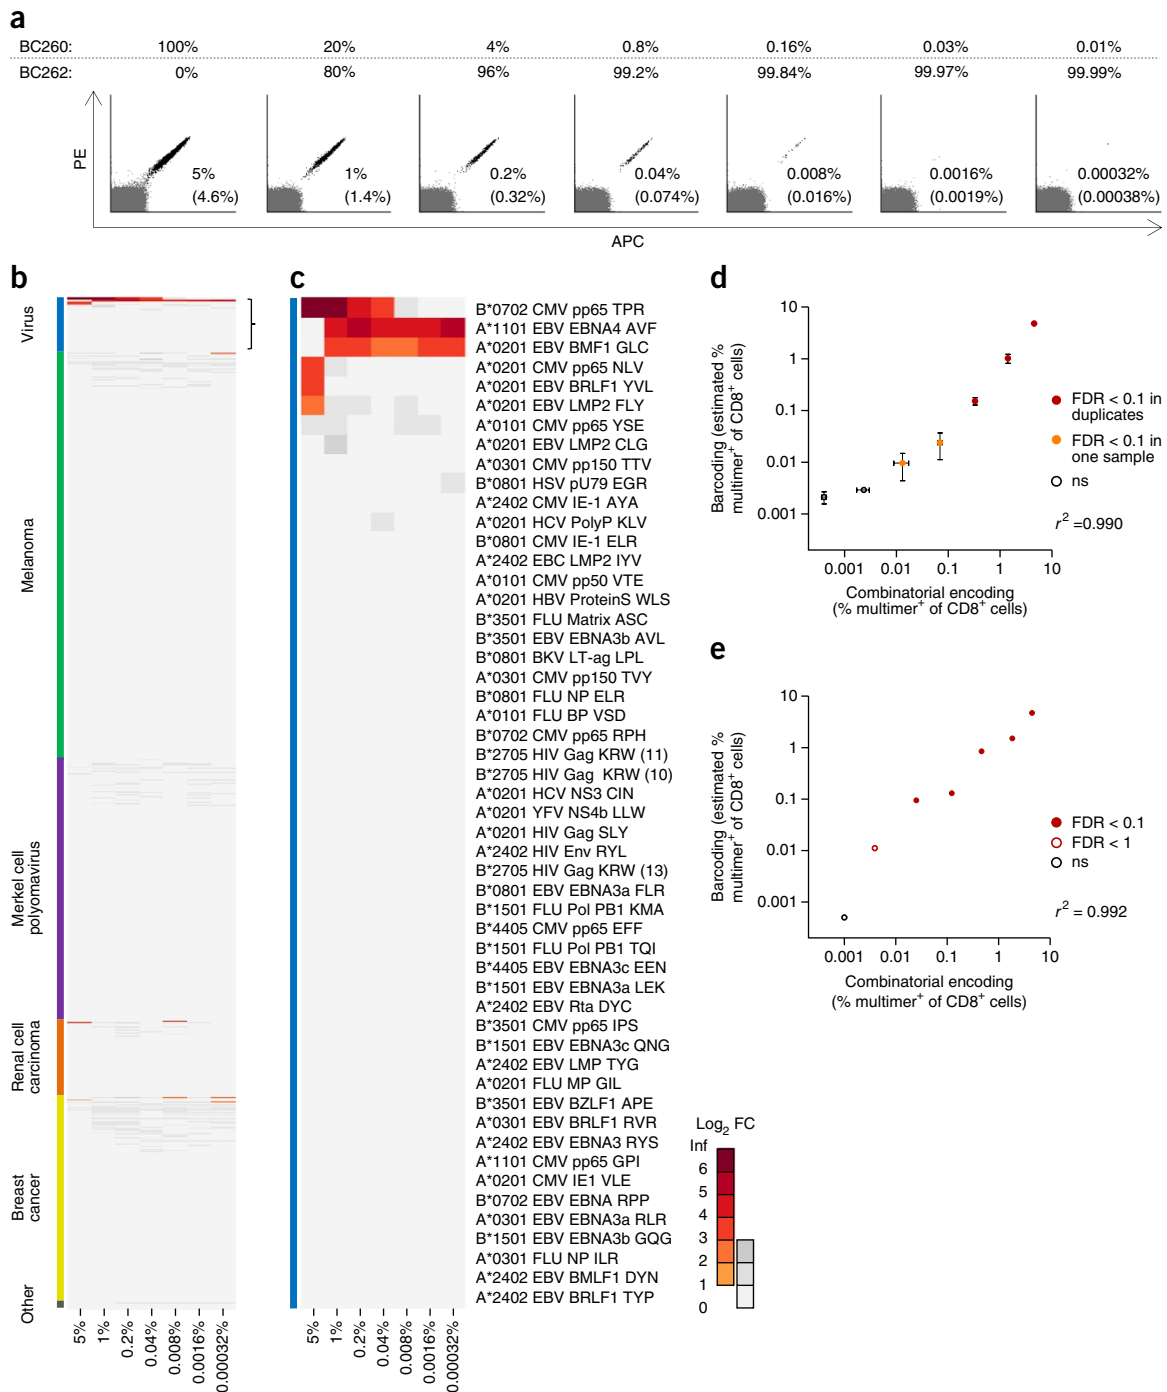 a
BC260: 100% 20% 4% 0.8% 0.16% 0.03% 0.01%
BC262: 0% 80% 96% 99.2% 99.84% 99.97% 99.99%
PE
5% 1% 0.2% 0.04% 0.008% 0.0016% 0.00032%
(4.6%) (1.4%) (0.32%) (0.074%) (0.016%) (0.0019%) (0.00038%)
APC
b
Virus
Melanoma
Merkel cell
polyomavirus
Renal cell
carcinoma
Breast
cancer
Other
5% 1% 0.2% 0.04% 0.008% 0.0016% 0.00032%
c
B*0702 CMV pp65 TPR
A*1101 EBV EBNA4 AVF
A*0201 EBV BMF1 GLC
A*0201 CMV pp65 NLV
A*0201 EBV BRLF1 YVL
A*0201 EBV LMP2 FLY
A*0101 CMV pp65 YSE
A*0201 EBV LMP2 CLG
A*0301 CMV pp150 TTV
B*0801 HSV pU79 EGR
A*2402 CMV IE-1 AYA
A*0201 HCV PolyP KLV
B*0801 CMV IE-1 ELR
A*2402 EBC LMP2 IYV
A*0101 CMV pp50 VTE
A*0201 HBV ProteinS WLS
B*3501 FLU Matrix ASC
B*3501 EBV EBNA3b AVL
B*0801 BKV LT-ag LPL
A*0301 CMV pp150 TVY
B*0801 FLU NP ELR
A*0101 FLU BP VSD
B*0702 CMV pp65 RPH
B*2705 HIV Gag KRW (11)
B*2705 HIV Gag KRW (10)
A*0201 HCV NS3 CIN
A*0201 YFV NS4b LLW
A*0201 HIV Gag SLY
A*2402 HIV Env RYL
B*2705 HIV Gag KRW (13)
B*0801 EBV EBNA3a FLR
B*1501 FLU Pol PB1 KMA
B*4405 CMV pp65 EFF
B*1501 FLU Pol PB1 TQI
B*4405 EBV EBNA3c EEN
B*1501 EBV EBNA3a LEK
A*2402 EBV Rta DYC
B*3501 CMV pp65 IPS
B*1501 EBV EBNA3c QNG
A*2402 EBV LMP TYG
A*0201 FLU MP GIL
B*3501 EBV BZLF1 APE
A*0301 EBV BRLF1 RVR
A*2402 EBV EBNA3 RYS
A*1101 CMV pp65 GPI
A*0201 CMV IE1 VLE
B*0702 EBV EBNA RPP
A*0301 EBV EBNA3a RLR
B*1501 EBV EBNA3b GQG
A*0301 FLU NP ILR
A*2402 EBV BMLF1 DYN
A*2402 EBV BRLF1 TYP
5% 1% 0.2% 0.04% 0.008% 0.0016% 0.00032%
Log2 FC
Inf
6
5
4
3
2
1
0
d
Barcoding (estimated %
multimer+ of CD8+ cells)
10
1
0.1
0.01
0.001
0.001 0.01 0.1 1 10
Combinatorial encoding
(% multimer+ of CD8+ cells)
FDR < 0.1 in
duplicates
FDR < 0.1 in
one sample
ns
r2 =0.990
e
Barcoding (estimated %
multimer+ of CD8+ cells)
10
1
0.1
0.01
0.001
0.001 0.01 0.1 1 10
Combinatorial encoding
(% multimer+ of CD8+ cells)
FDR < 0.1
FDR < 1
ns
r2 = 0.992